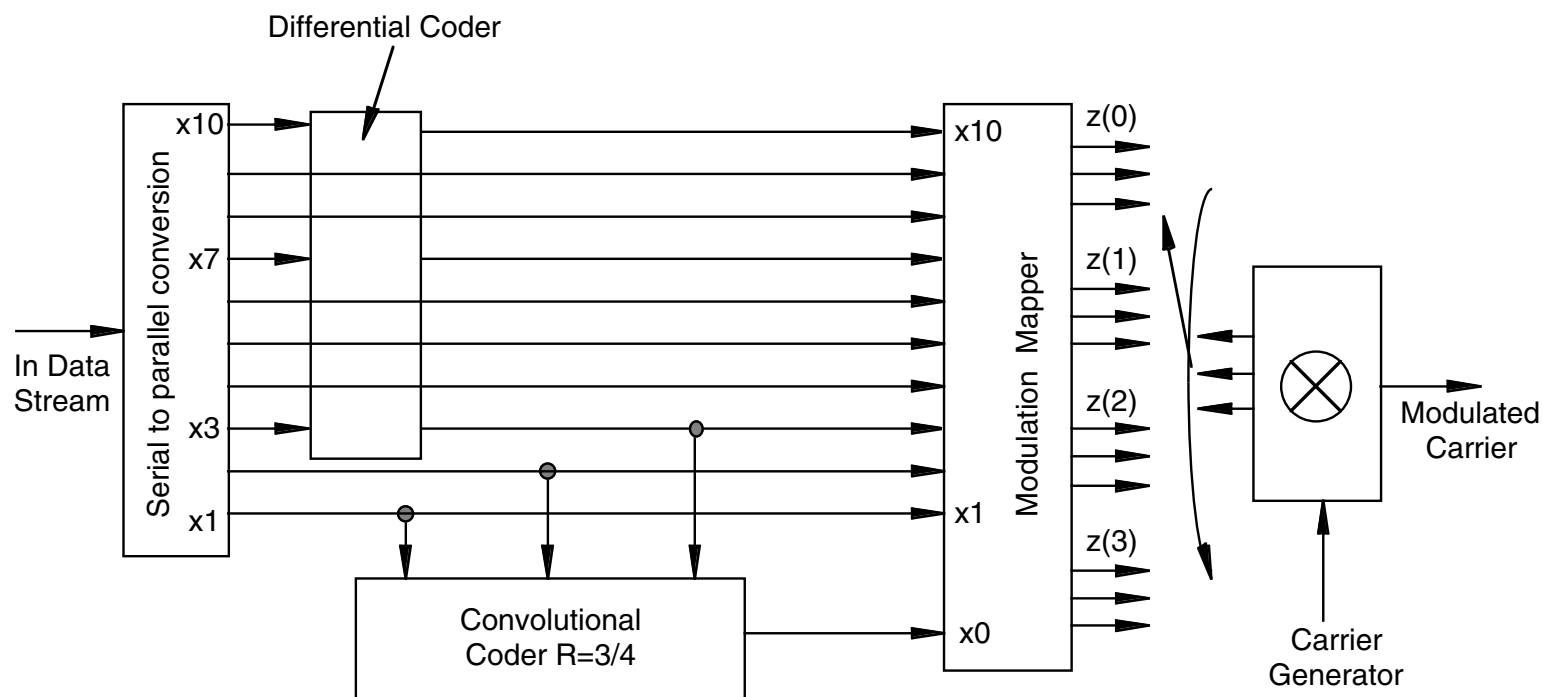 Differential Coder
Serial to parallel conversion
x10
x7
x3
x1
In Data
Stream
Convolutional
Coder R=3/4
Modulation Mapper
x10
x1
x0
z(0)
z(1)
z(2)
z(3)
Modulated
Carrier
Carrier
Generator